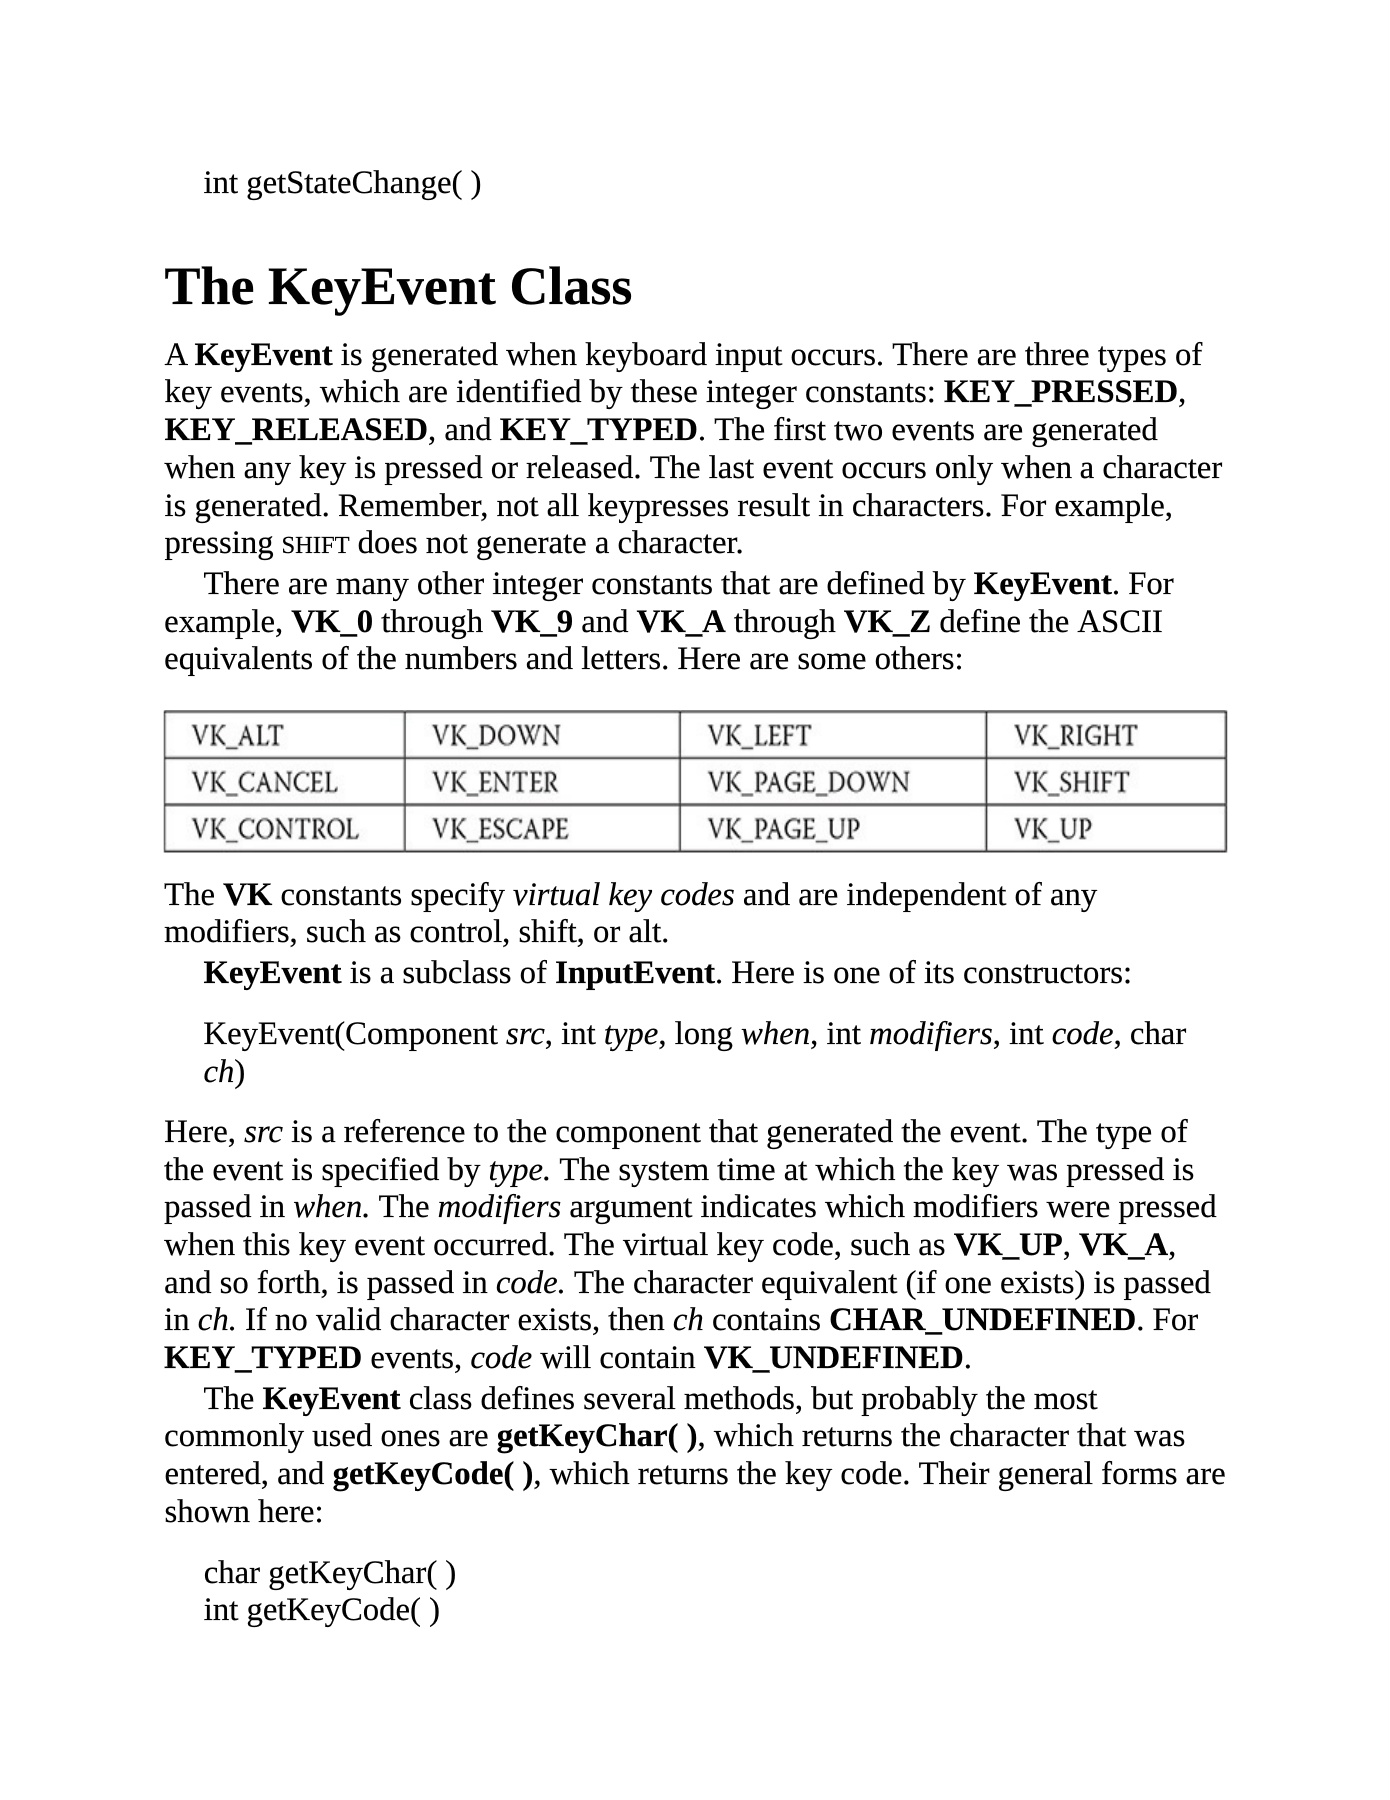 int getStateChange( )
The KeyEvent Class
A KeyEvent is generated when keyboard input occurs. There are three types of
key events, which are identified by these integer constants: KEY_PRESSED,
KEY_RELEASED, and KEY_TYPED. The first two events are generated
when any key is pressed or released. The last event occurs only when a character
is generated. Remember, not all keypresses result in characters. For example,
pressing SHIFT does not generate a character.
There are many other integer constants that are defined by KeyEvent. For
example, VK_0 through VK_9 and VK_A through VK_Z define the ASCII
equivalents of the numbers and letters. Here are some others:
VK_ALT VK_DOWN VK_LEFT VK_RIGHT
VK_CANCEL VK_ENTER VK_PAGE_DOWN VK_SHIFT
VK_CONTROL VK_ESCAPE VK_PAGE_UP VK_UP
The VK constants specify virtual key codes and are independent of any
modifiers, such as control, shift, or alt.
KeyEvent is a subclass of InputEvent. Here is one of its constructors:
KeyEvent(Component src, int type, long when, int modifiers, int code, char
ch)
Here, src is a reference to the component that generated the event. The type of
the event is specified by type. The system time at which the key was pressed is
passed in when. The modifiers argument indicates which modifiers were pressed
when this key event occurred. The virtual key code, such as VK_UP, VK_A,
and so forth, is passed in code. The character equivalent (if one exists) is passed
in ch. If no valid character exists, then ch contains CHAR_UNDEFINED. For
KEY_TYPED events, code will contain VK_UNDEFINED.
The KeyEvent class defines several methods, but probably the most
commonly used ones are getKeyChar( ), which returns the character that was
entered, and getKeyCode( ), which returns the key code. Their general forms are
shown here:
char getKeyChar( )
int getKeyCode( )